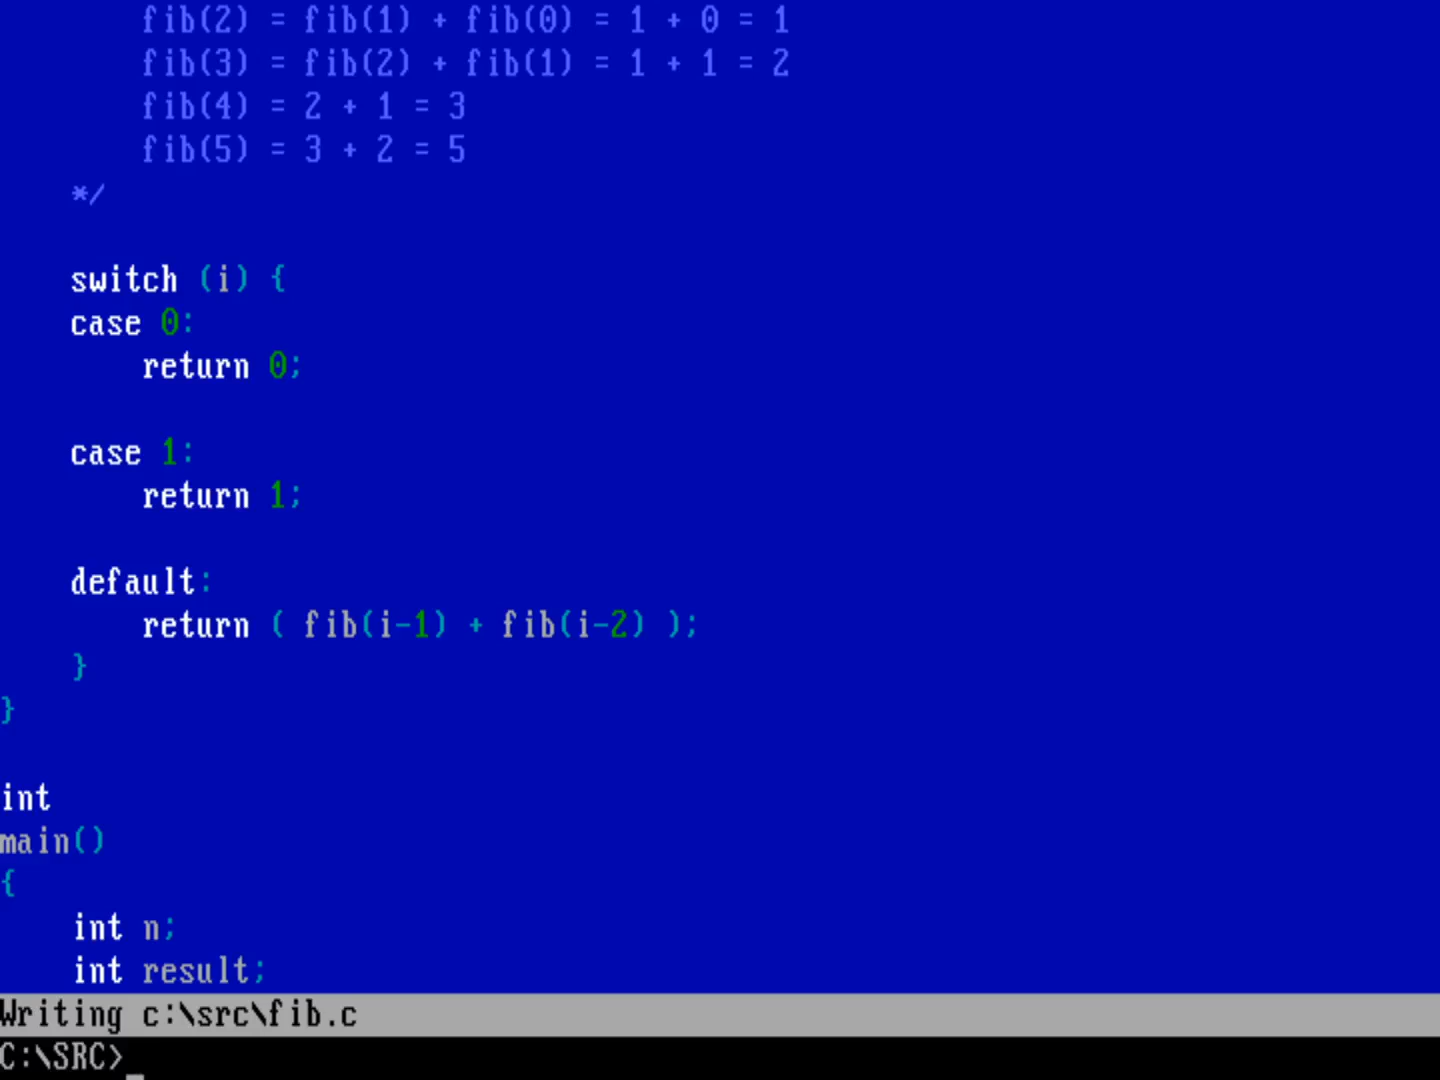 fib(2) = fib(1) + fib(0) = 1 + 0 = 1
fib(3) = fib(2) + fib(1) = 1 + 1 = 2
fib(4) = 2 + 1 = 3
fib(5) = 3 + 2 = 5
*/
switch (i) {
case 0:
return 0;
case 1:
return 1;
default:
return ( fib(i-1) + fib(i-2) );
}
}
int
main()
{
int n;
int result;
Writing c:\src\fib.c
C:\SRC>_